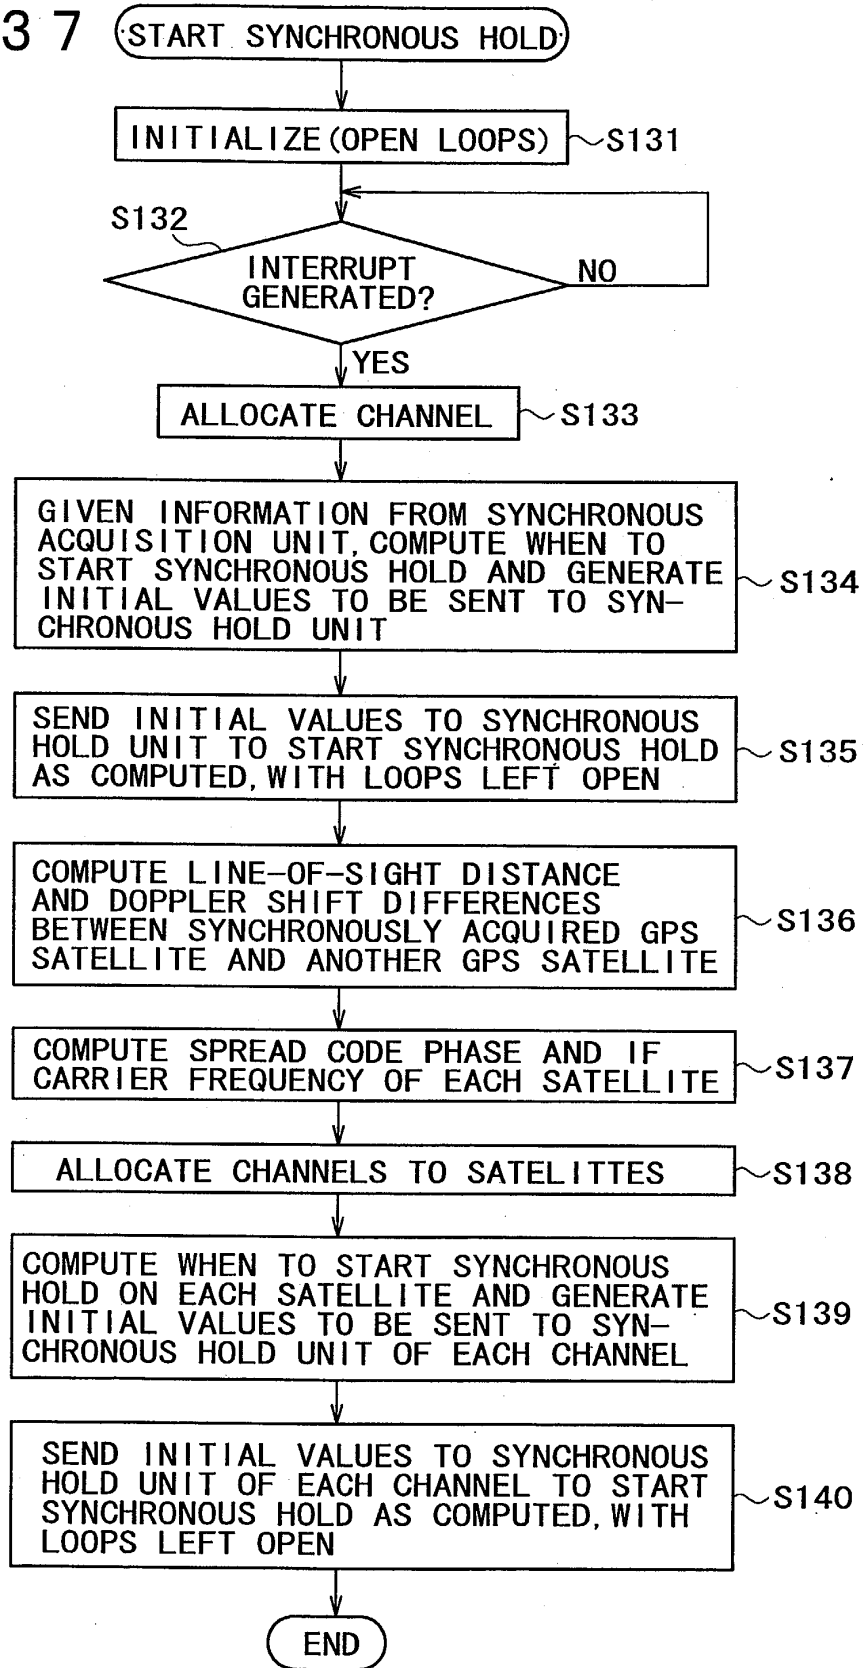 37
START SYNCHRONOUS HOLD
INITIALIZE (OPEN LOOPS)
S131
S132
INTERRUPT
GENERATED?
NO
YES
ALLOCATE CHANNEL
S133
GIVEN INFORMATION FROM SYNCHRONOUS
ACQUISITION UNIT, COMPUTE WHEN TO
START SYNCHRONOUS HOLD AND GENERATE
INITIAL VALUES TO BE SENT TO SYN-
CHRONOUS HOLD UNIT
S134
SEND INITIAL VALUES TO SYNCHRONOUS
HOLD UNIT TO START SYNCHRONOUS HOLD
AS COMPUTED, WITH LOOPS LEFT OPEN
S135
COMPUTE LINE-OF-SIGHT DISTANCE
AND DOPPLER SHIFT DIFFERENCES
BETWEEN SYNCHRONOUSLY ACQUIRED GPS
SATELLITE AND ANOTHER GPS SATELLITE
S136
COMPUTE SPREAD CODE PHASE AND IF
CARRIER FREQUENCY OF EACH SATELLITE
S137
ALLOCATE CHANNELS TO SATELITTES
S138
COMPUTE WHEN TO START SYNCHRONOUS
HOLD ON EACH SATELLITE AND GENERATE
INITIAL VALUES TO BE SENT TO SYN-
CHRONOUS HOLD UNIT OF EACH CHANNEL
S139
SEND INITIAL VALUES TO SYNCHRONOUS
HOLD UNIT OF EACH CHANNEL TO START
SYNCHRONOUS HOLD AS COMPUTED, WITH
LOOPS LEFT OPEN
S140
END